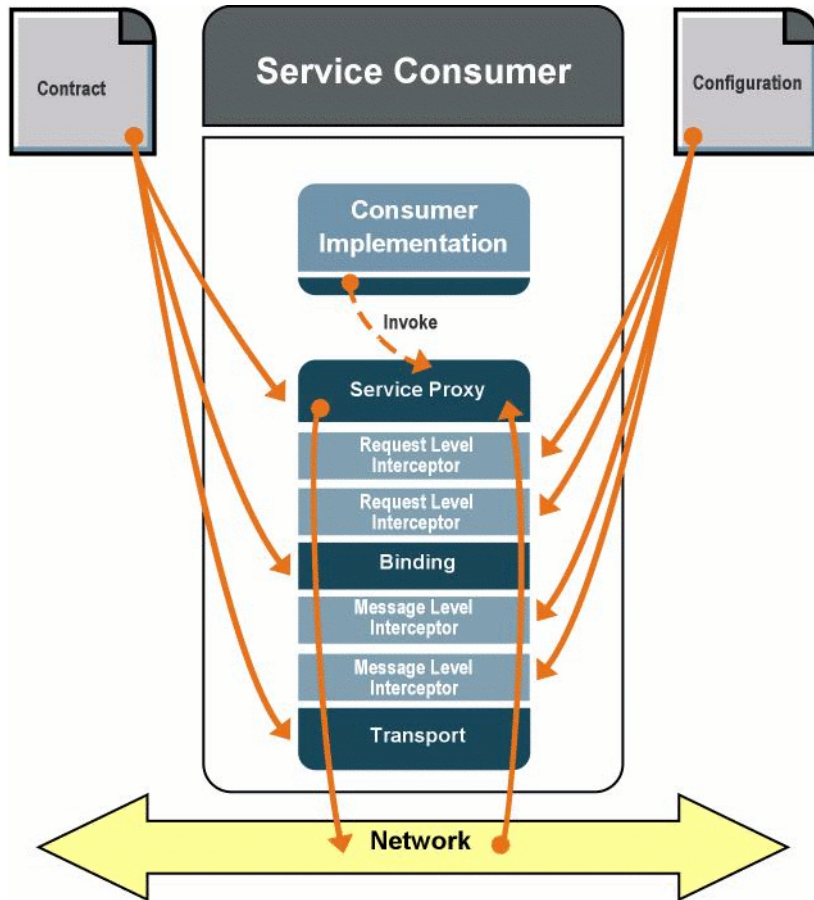 Contract
Service Consumer
Configuration
Consumer
Implementation
Invoke
Service Proxy
Request Level
Interceptor
Request Level
Interceptor
Binding
Message Level
Interceptor
Message Level
Interceptor
Transport
Network